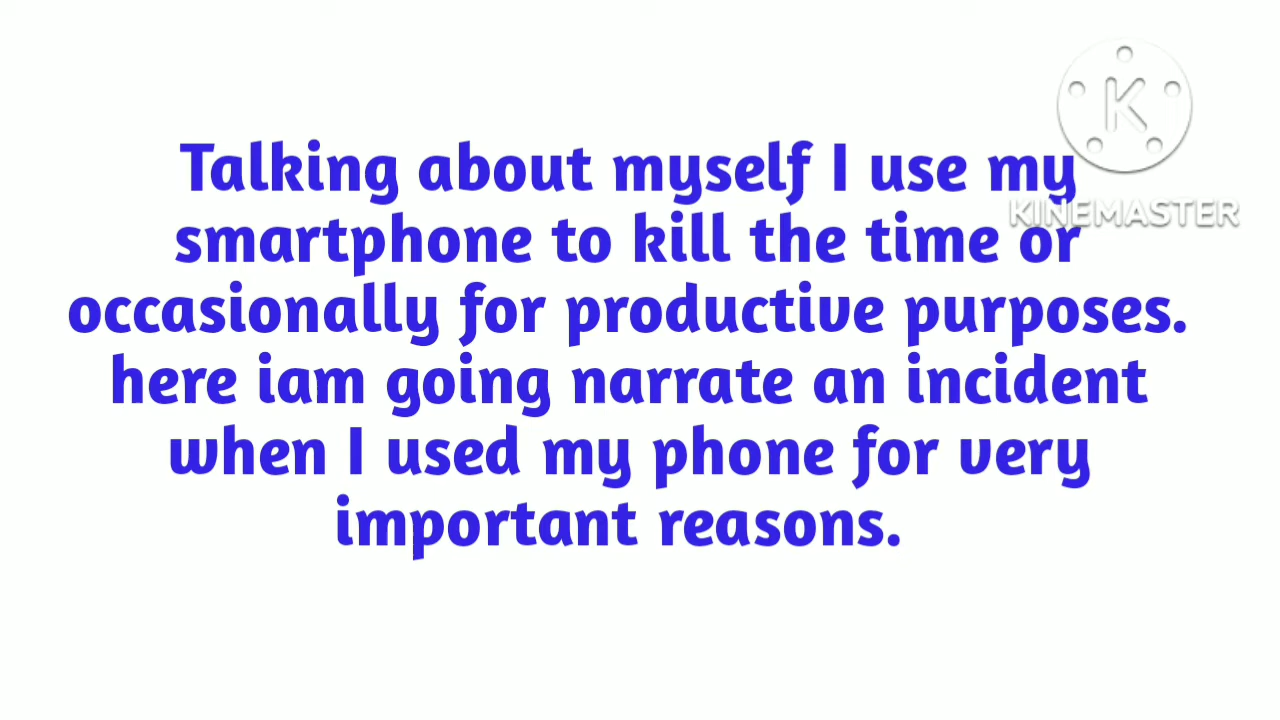 Talking about myself I use my
smartphone to kill the time or
occasionally for productive purposes.
here iam going narrate an incident
when I used my phone for very
important reasons.
K
KINEMASTER